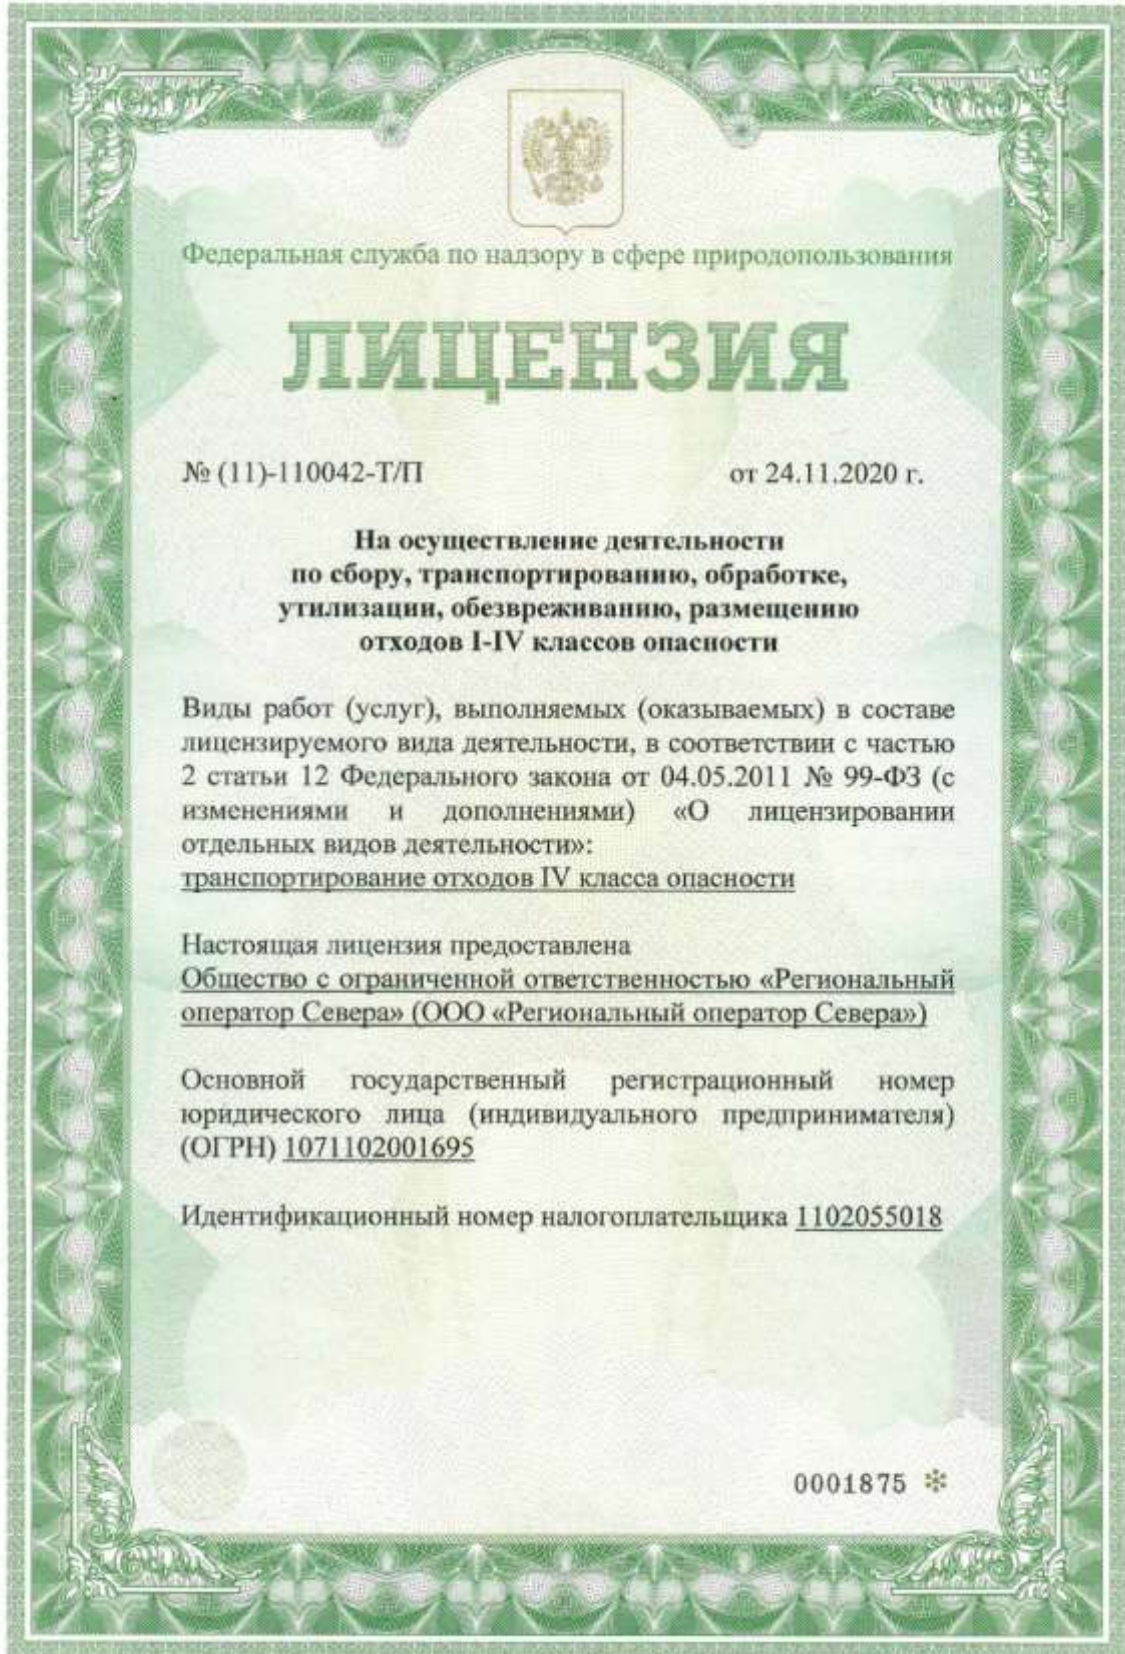 Федеральная служба по надзору в сфере природопользования
ЛИЦЕНЗИЯ
№ (11)-110042-Т/П от 24.11.2020 г.
На осуществление деятельности
по сбору, транспортированию, обработке,
утилизации, обезвреживанию, размещению
отходов I-IV классов опасности
Виды работ (услуг), выполняемых (оказываемых) в составе
лицензируемого вида деятельности, в соответствии с частью
2 статьи 12 Федерального закона от 04.05.2011 № 99-ФЗ (с
изменениями и дополнениями) «О лицензировании
отдельных видов деятельности»:
транспортирование отходов IV класса опасности
Настоящая лицензия предоставлена
Общество с ограниченной ответственностью «Региональный
оператор Севера» (ООО «Региональный оператор Севера»)
Основной государственный регистрационный номер
юридического лица (индивидуального предпринимателя)
(ОГРН) 1071102001695
Идентификационный номер налогоплательщика 1102055018
0001875